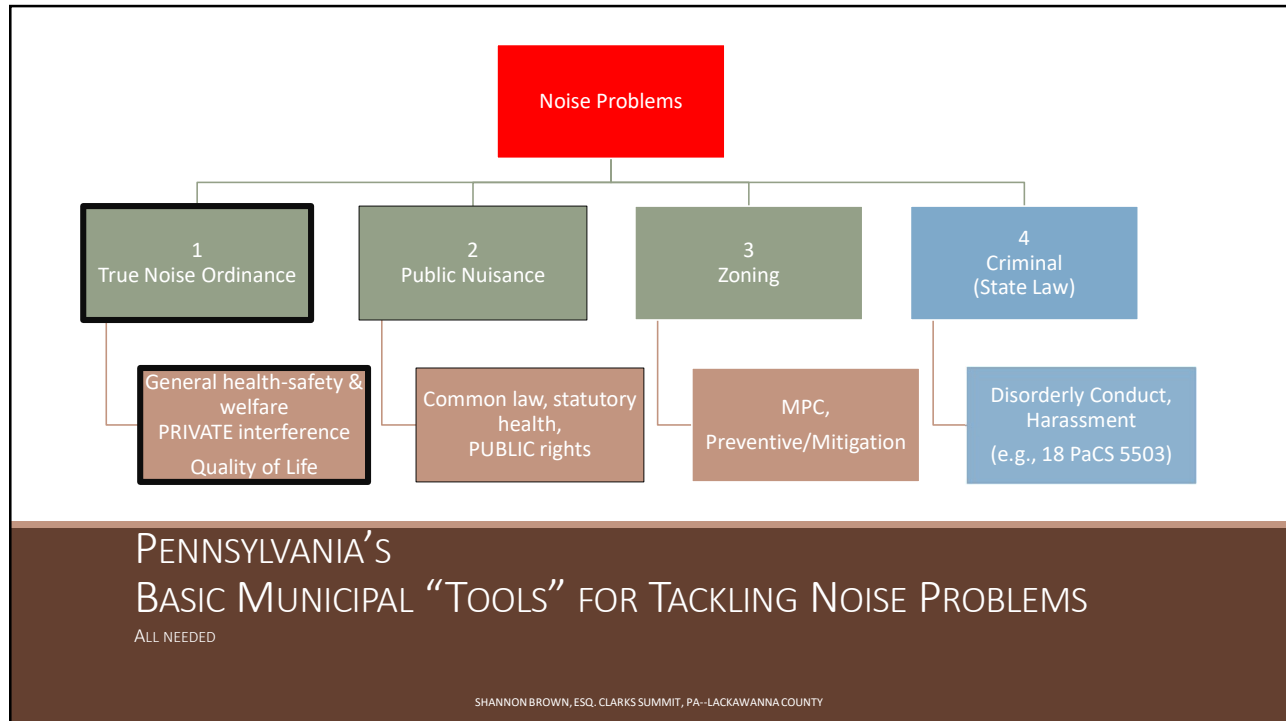 Noise Problems
1
True Noise Ordinance
2
Public Nuisance
3
Zoning
4
Criminal
(State Law)
General health-safety &
welfare
PRIVATE interference
Quality of Life
Common law, statutory
health,
PUBLIC rights
MPC,
Preventive/Mitigation
Disorderly Conduct,
Harassment
(e.g., 18 PaCS 5503)
PENNSYLVANIA’S
BASIC MUNICIPAL “TOOLS” FOR TACKLING NOISE PROBLEMS
ALL NEEDED
SHANNON BROWN, ESQ. CLARKS SUMMIT, PA--LACKAWANNA COUNTY